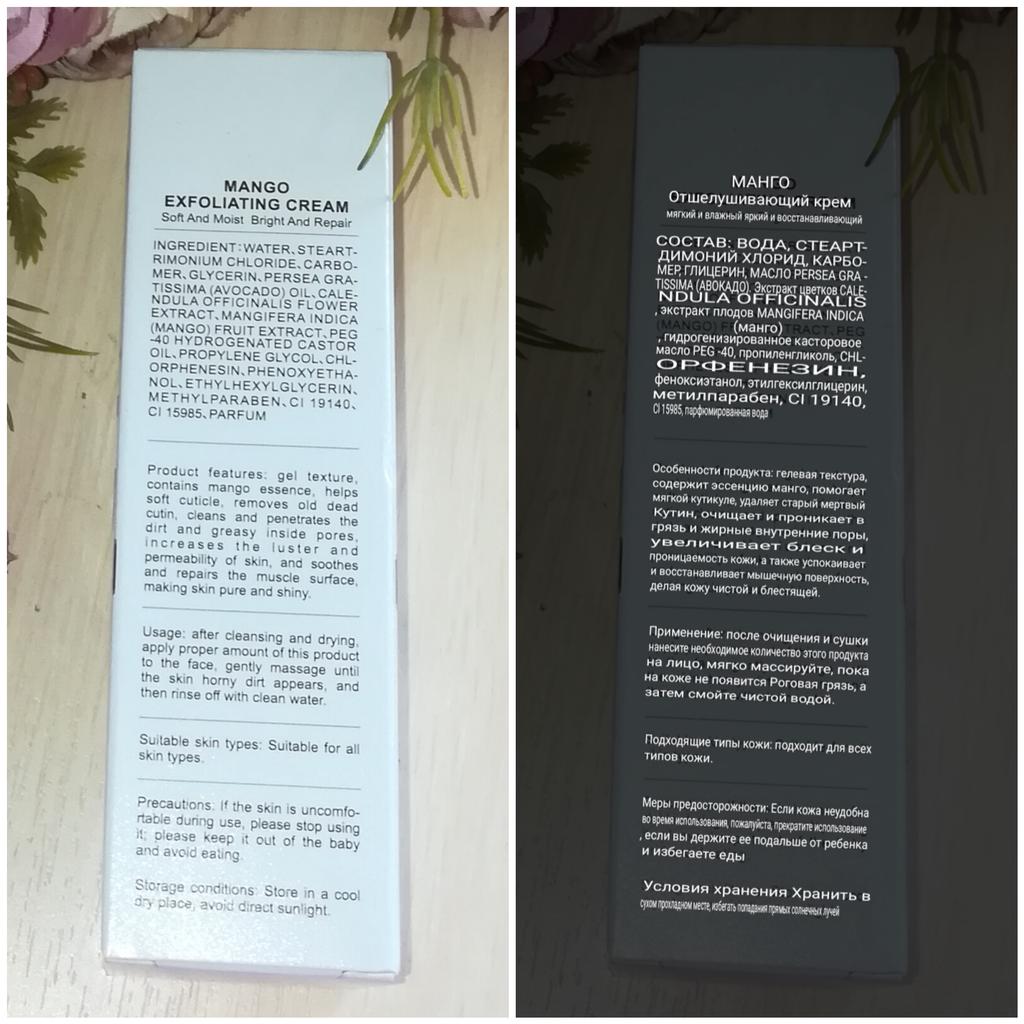 MANGO
EXFOLIATING CREAM
Soft And Moist Bright And Repair
INGREDIENT:WATER、STEART-
RIMONIUM CHLORIDE、CARBO-
MER、GLYCERIN、PERSEA GRA-
TISSIMA (AVOCADO) OIL、CALE-
NDULA OFFICINALIS FLOWER
EXTRACT、MANGIFERA INDICA
(MANGO) FRUIT EXTRACT、PEG
-40 HYDROGENATED CASTOR
OIL、PROPYLENE GLYCOL、CHL-
ORPHENESIN、PHENOXYETHA-
NOL、ETHYLHEXYLGLYCERIN、
METHYLPARABEN、CI 19140、
CI 15985、PARFUM
Product features: gel texture,
contains mango essence, helps
soft cuticle, removes old dead
cutin, cleans and penetrates the
dirt and greasy inside pores,
increases the luster and
permeability of skin, and soothes
and repairs the muscle surface,
making skin pure and shiny.
Usage: after cleansing and drying,
apply proper amount of this product
to the face, gently massage until
the skin horny dirt appears, and
then rinse off with clean water.
Suitable skin types: Suitable for all
skin types.
Precautions: If the skin is uncomfo-
rtable during use, please stop using
it; please keep it out of the baby
and avoid eating.
Storage conditions: Store in a cool
dry place, avoid direct sunlight.
МАНГО
Отшелушивающий крем
мягкий и влажный яркий и восстанавливающий
СОСТАВ: ВОДА, СТЕАРТ-
ДИМОНИЙ ХЛОРИД, КАРБО-
МЕР, ГЛИЦЕРИН, МАСЛО PERSEA GRA -
TISSIMA (АВОКАДО). Экстракт цветков CALE-
NDULA OFFICINALIS
, экстракт плодов MANGIFERA INDICA
(манго)
, гидрогенизированное касторовое
масло PEG -40, пропиленгликоль, CHL-
ОРФЕНЕЗИН,
феноксиэтанол, этилгексилглицерин,
метилпарабен, CI 19140,
CI 15985, парфюмированная вода
Особенности продукта: гелевая текстура,
содержит эссенцию манго, помогает
мягкой кутикуле, удаляет старый мертвый
Кутин, очищает и проникает в
грязь и жирные внутренние поры,
увеличивает блеск и
проницаемость кожи, а также успокаивает
и восстанавливает мышечную поверхность,
делая кожу чистой и блестящей.
Применение: после очищения и сушки
нанесите необходимое количество этого продукта
на лицо, мягко массируйте, пока
на коже не появится Роговая грязь, а
затем смойте чистой водой.
Подходящие типы кожи: подходит для всех
типов кожи.
Меры предосторожности: Если кожа неудобна
во время использования, пожалуйста, прекратите использование
, если вы держите ее подальше от ребенка
и избегаете еды
Условия хранения Хранить в
сухом прохладном месте, избегать попадания прямых солнечных лучей